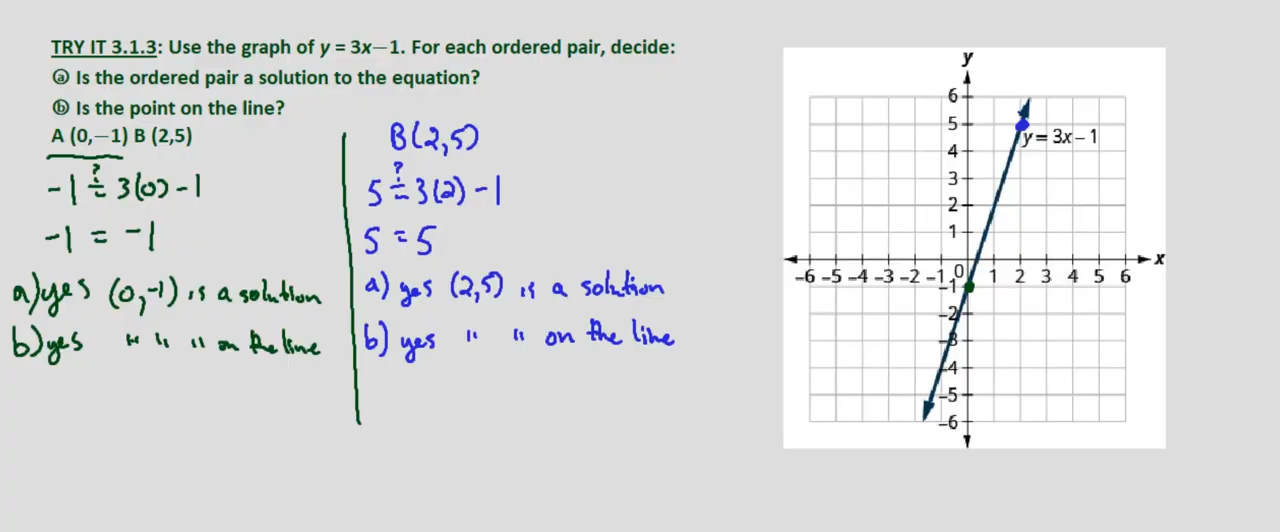 TRY IT 3.1.3: Use the graph of y = 3x−1. For each ordered pair, decide:
ⓐ Is the ordered pair a solution to the equation?
ⓑ Is the point on the line?
A (0,−1) B (2,5)
-1 ≟ 3(0) - 1
-1 = -1
a) yes (0,-1) is a solution
b) yes " " " on the line
B(2,5)
5 ≟ 3(2) - 1
5 = 5
a) yes (2,5) is a solution
b) yes " " on the line
y
6
5
y = 3x − 1
4
3
2
1
−6 −5 −4 −3 −2 −1 0 1 2 3 4 5 6 x
−1
−2
−3
−4
−5
−6